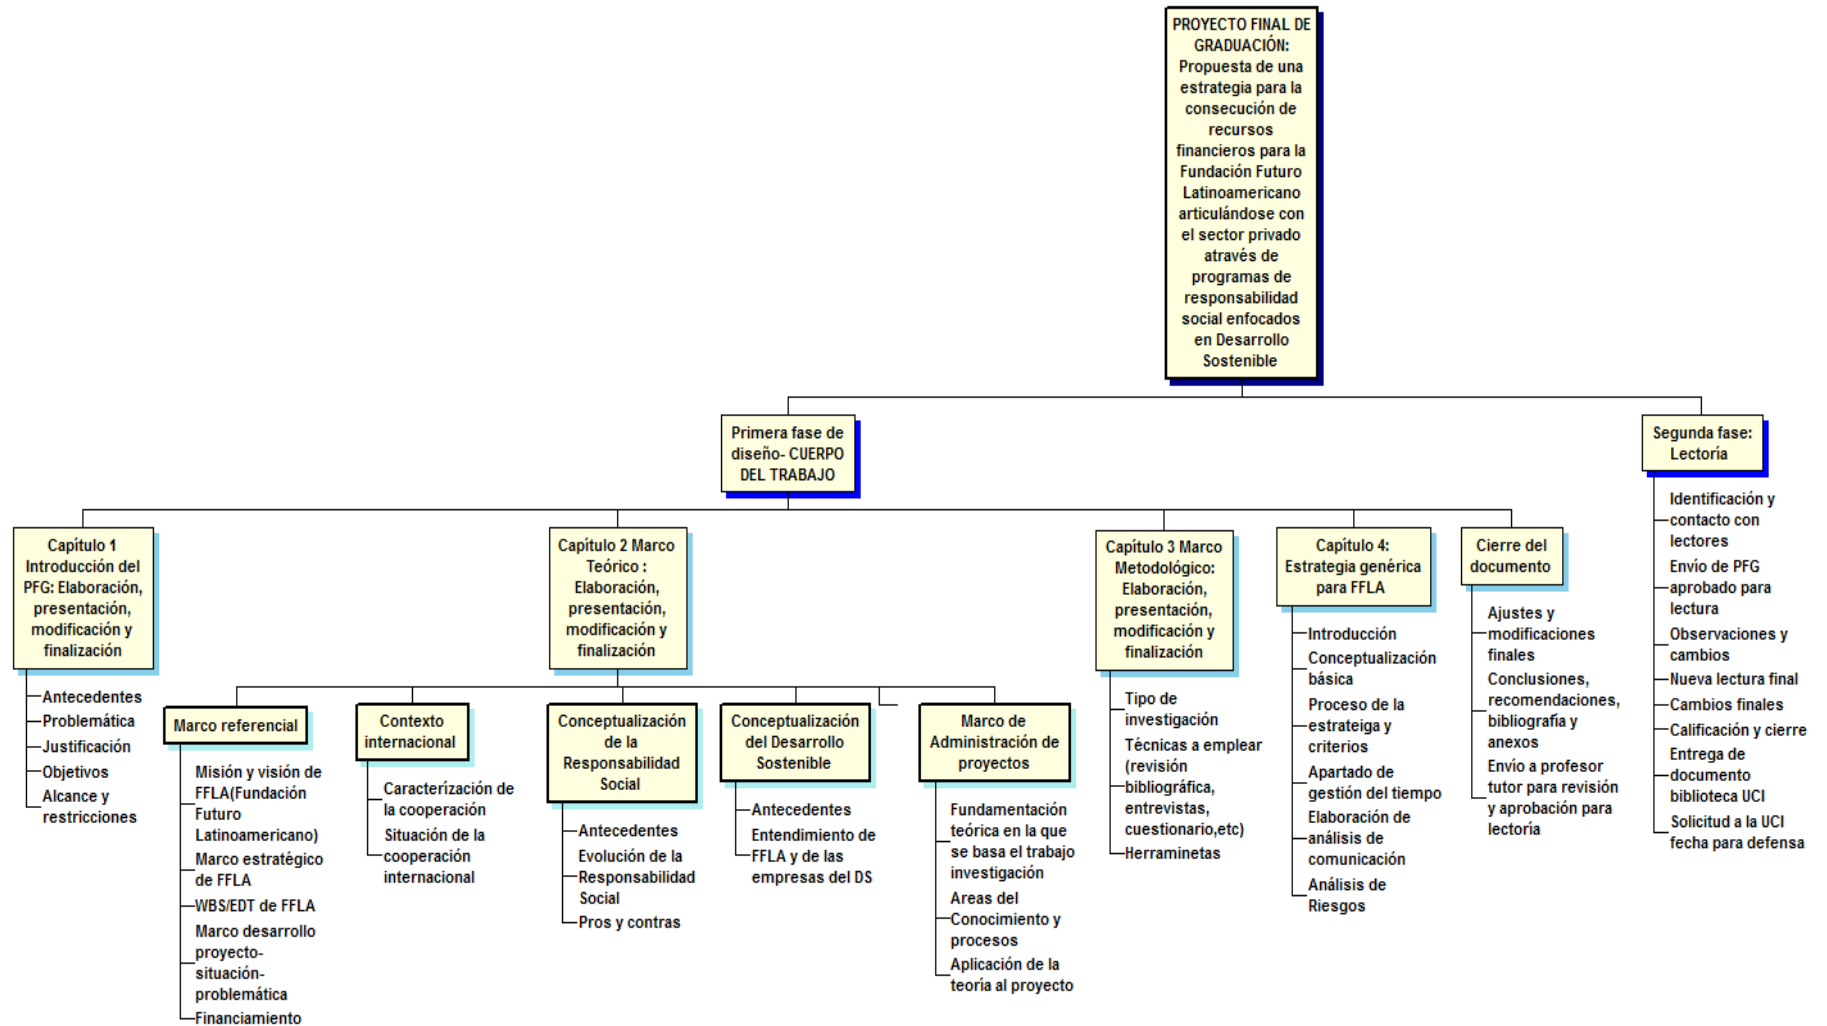 PROYECTO FINAL DE
GRADUACIÓN:
Propuesta de una
estrategia para la
consecución de
recursos
financieros para la
Fundación Futuro
Latinoamericano
articulándose con
el sector privado
através de
programas de
responsabilidad
social enfocados
en Desarrollo
Sostenible
Primera fase de
diseño- CUERPO
DEL TRABAJO
Segunda fase:
Lectoría
Capítulo 1
Introducción del
PFG: Elaboración,
presentación,
modificación y
finalización
Antecedentes
Problemática
Justificación
Objetivos
Alcance y
restricciones
Capítulo 2 Marco
Teórico :
Elaboración,
presentación,
modificación y
finalización
Marco referencial
Misión y visión de
FFLA(Fundación
Futuro
Latinoamericano)
Marco estratégico
de FFLA
WBS/EDT de FFLA
Marco desarrollo
proyecto-
situación-
problemática
Financiamiento
Contexto
internacional
Caracterización de
la cooperación
Situación de la
cooperación
internacional
Conceptualización
de la
Responsabilidad
Social
Antecedentes
Evolución de la
Responsabilidad
Social
Pros y contras
Conceptualización
del Desarrollo
Sostenible
Antecedentes
Entendimiento de
FFLA y de las
empresas del DS
Marco de
Administración de
proyectos
Fundamentación
teórica en la que
se basa el trabajo
investigación
Areas del
Conocimiento y
procesos
Aplicación de la
teoría al proyecto
Capítulo 3 Marco
Metodológico:
Elaboración,
presentación,
modificación y
finalización
Tipo de
investigación
Técnicas a emplear
(revisión
bibliográfica,
entrevistas,
cuestionario,etc)
Herraminetas
Capítulo 4:
Estrategia genérica
para FFLA
Introducción
Conceptualización
básica
Proceso de la
estrateiga y
criterios
Apartado de
gestión del tiempo
Elaboración de
análisis de
comunicación
Análisis de
Riesgos
Cierre del
documento
Ajustes y
modificaciones
finales
Conclusiones,
recomendaciones,
bibliografía y
anexos
Envío a profesor
tutor para revisión
y aprobación para
lectoría
Identificación y
contacto con
lectores
Envío de PFG
aprobado para
lectura
Observaciones y
cambios
Nueva lectura final
Cambios finales
Calificación y cierre
Entrega de
documento
biblioteca UCI
Solicitud a la UCI
fecha para defensa